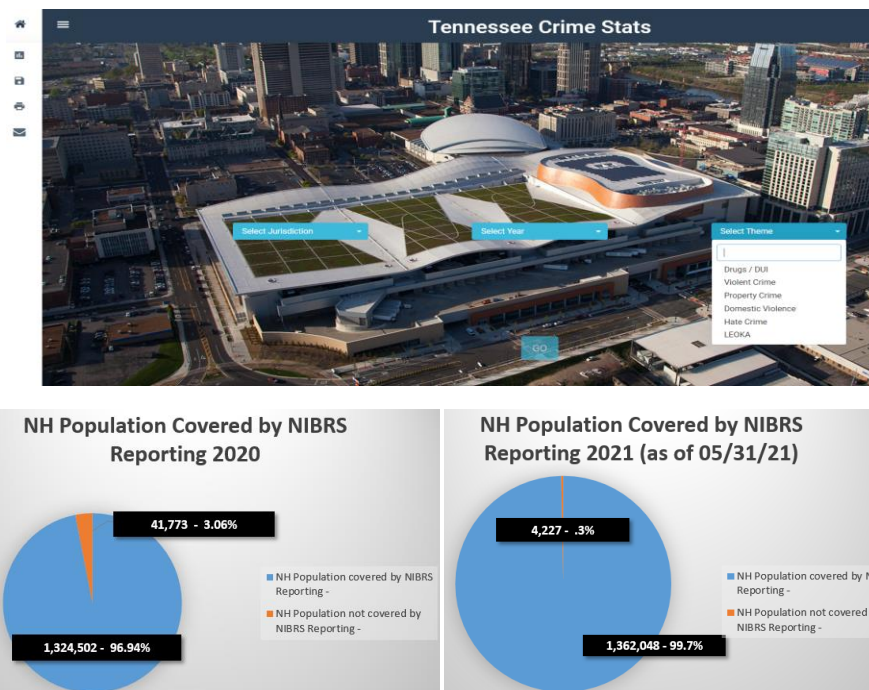 Tennessee Crime Stats
Select Jurisdiction
Select Year
Select Theme
Drugs / DUI
Violent Crime
Property Crime
Domestic Violence
Hate Crime
LEOKA
GO
NH Population Covered by NIBRS
Reporting 2020
41,773 - 3.06%
NH Population covered by NIBRS
Reporting -
NH Population not covered by
NIBRS Reporting -
1,324,502 - 96.94%
NH Population Covered by NIBRS
Reporting 2021 (as of 05/31/21)
4,227 - .3%
NH Population covered by N
Reporting -
NH Population not covered
NIBRS Reporting -
1,362,048 - 99.7%